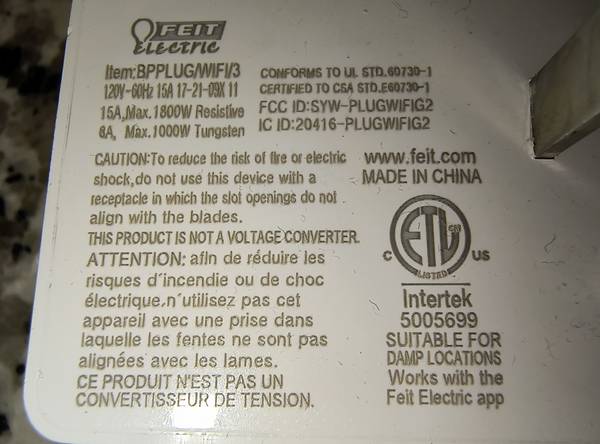 FEIT
Electric
Item:BPPLUG/WIFI/3
120V~60Hz 15A 17-21-09X 11
15A,Max.1800W Resistive
8A, Max.1000W Tungsten
CONFORMS TO UL STD.60730-1
CERTIFIED TO CSA STD.E60730-1
FCC ID:SYW-PLUGWIFIG2
IC ID:20416-PLUGWIFIG2
CAUTION:To reduce the risk of fire or electric
shock,do not use this device with a
receptacle in which the slot openings do not
align with the blades.
THIS PRODUCT IS NOT A VOLTAGE CONVERTER.
ATTENTION: afin de réduire les
risques d'incendie ou de choc
électrique.n'utilisez pas cet
appareil avec une prise dans
laquelle les fentes ne sont pas
alignées avec les lames.
CE PRODUIT N'EST PAS UN
CONVERTISSEUR DE TENSION.
www.feit.com
MADE IN CHINA
C ETL CM US
LISTED
Intertek
5005699
SUITABLE FOR
DAMP LOCATIONS
Works with the
Feit Electric app